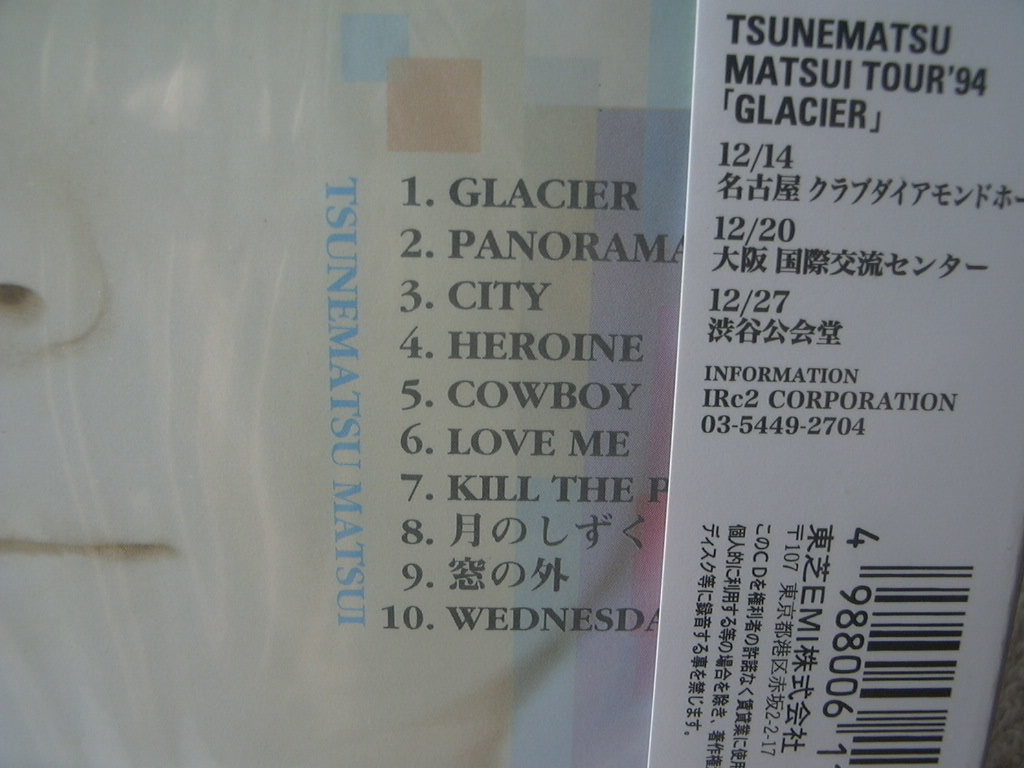 TSUNEMATSU MATSUI
1. GLACIER
2. PANORAMA
3. CITY
4. HEROINE
5. COWBOY
6. LOVE ME
7. KILL THE
8. 月のしずく
9. 窓の外
10. WEDNESDA
TSUNEMATSU
MATSUI TOUR'94
「GLACIER」
12/14
名古屋 クラブダイアモンドホー
12/20
大阪 国際交流センター
12/27
渋谷公会堂
INFORMATION
IRc2 CORPORATION
03-5449-2704
4 988006 1
東芝EMI株式会社
〒107 東京都港区赤坂2-2-17
このCDを権利者の許諾なく賃貸業に使用
個人的に利用する等の場合を除き、著作権
ディスク等に録音する事を禁じます。